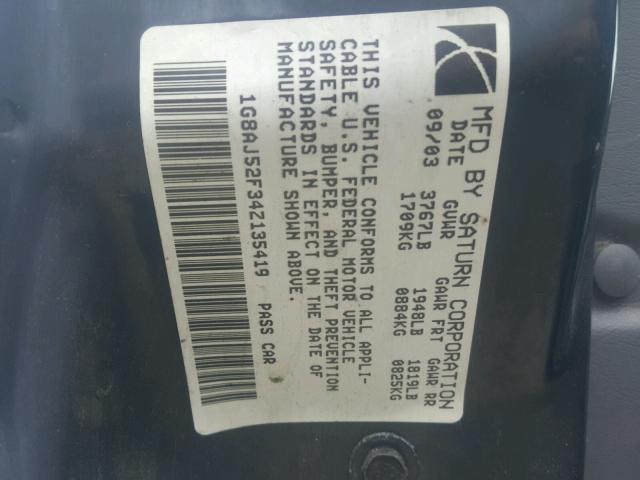 MFD BY SATURN CORPORATION
DATE GVWR GAWR FRT GAWR RR
09/03 3767LB 1948LB 1819LB
1709KG 0884KG 0825KG
THIS VEHICLE CONFORMS TO ALL APPLI-
CABLE U.S. FEDERAL MOTOR VEHICLE
SAFETY, BUMPER, AND THEFT PREVENTION
STANDARDS IN EFFECT ON THE DATE OF
MANUFACTURE SHOWN ABOVE.
1G8AJ52F34Z135419 PASS CAR